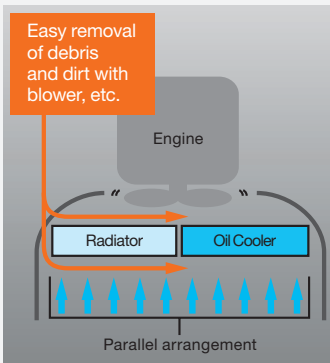 Easy removal
of debris
and dirt with
blower, etc.
Engine
Radiator
Oil Cooler
Parallel arrangement